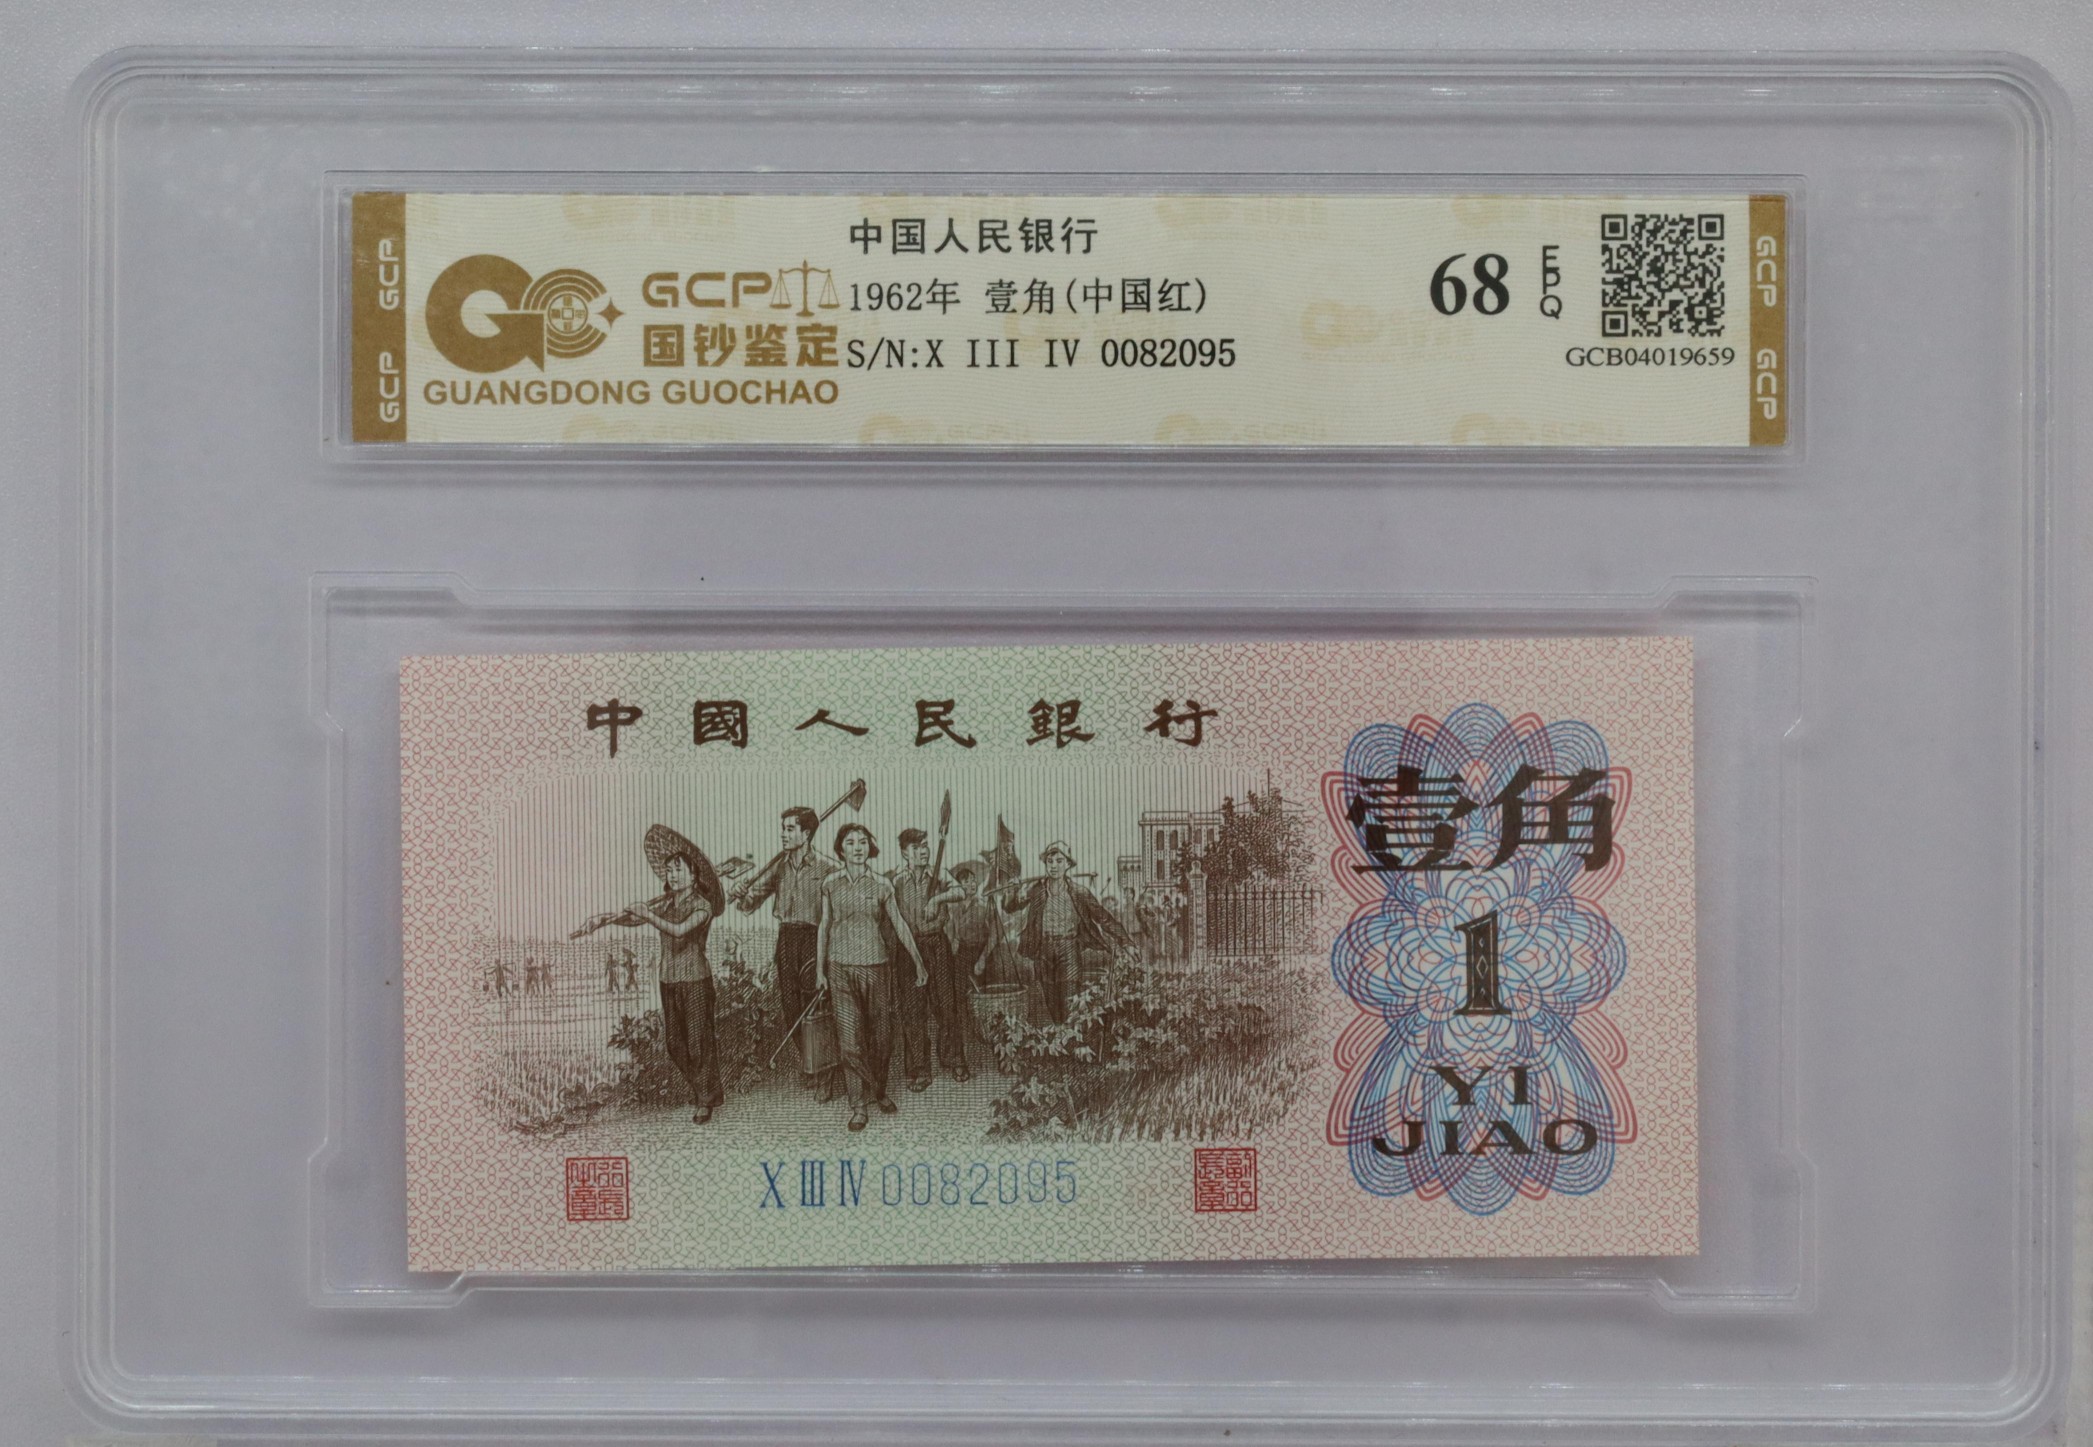 中国人民银行
1962年 壹角(中国红)
S/N:X III IV 0082095
GCP
国钞鉴定
GUANGDONG GUOCHAO
68
EPQ
GCB04019659
GCP
GCP
GCP
GCP
中國人民銀行
壹角
1
YI
JIAO
X III IV 0082095